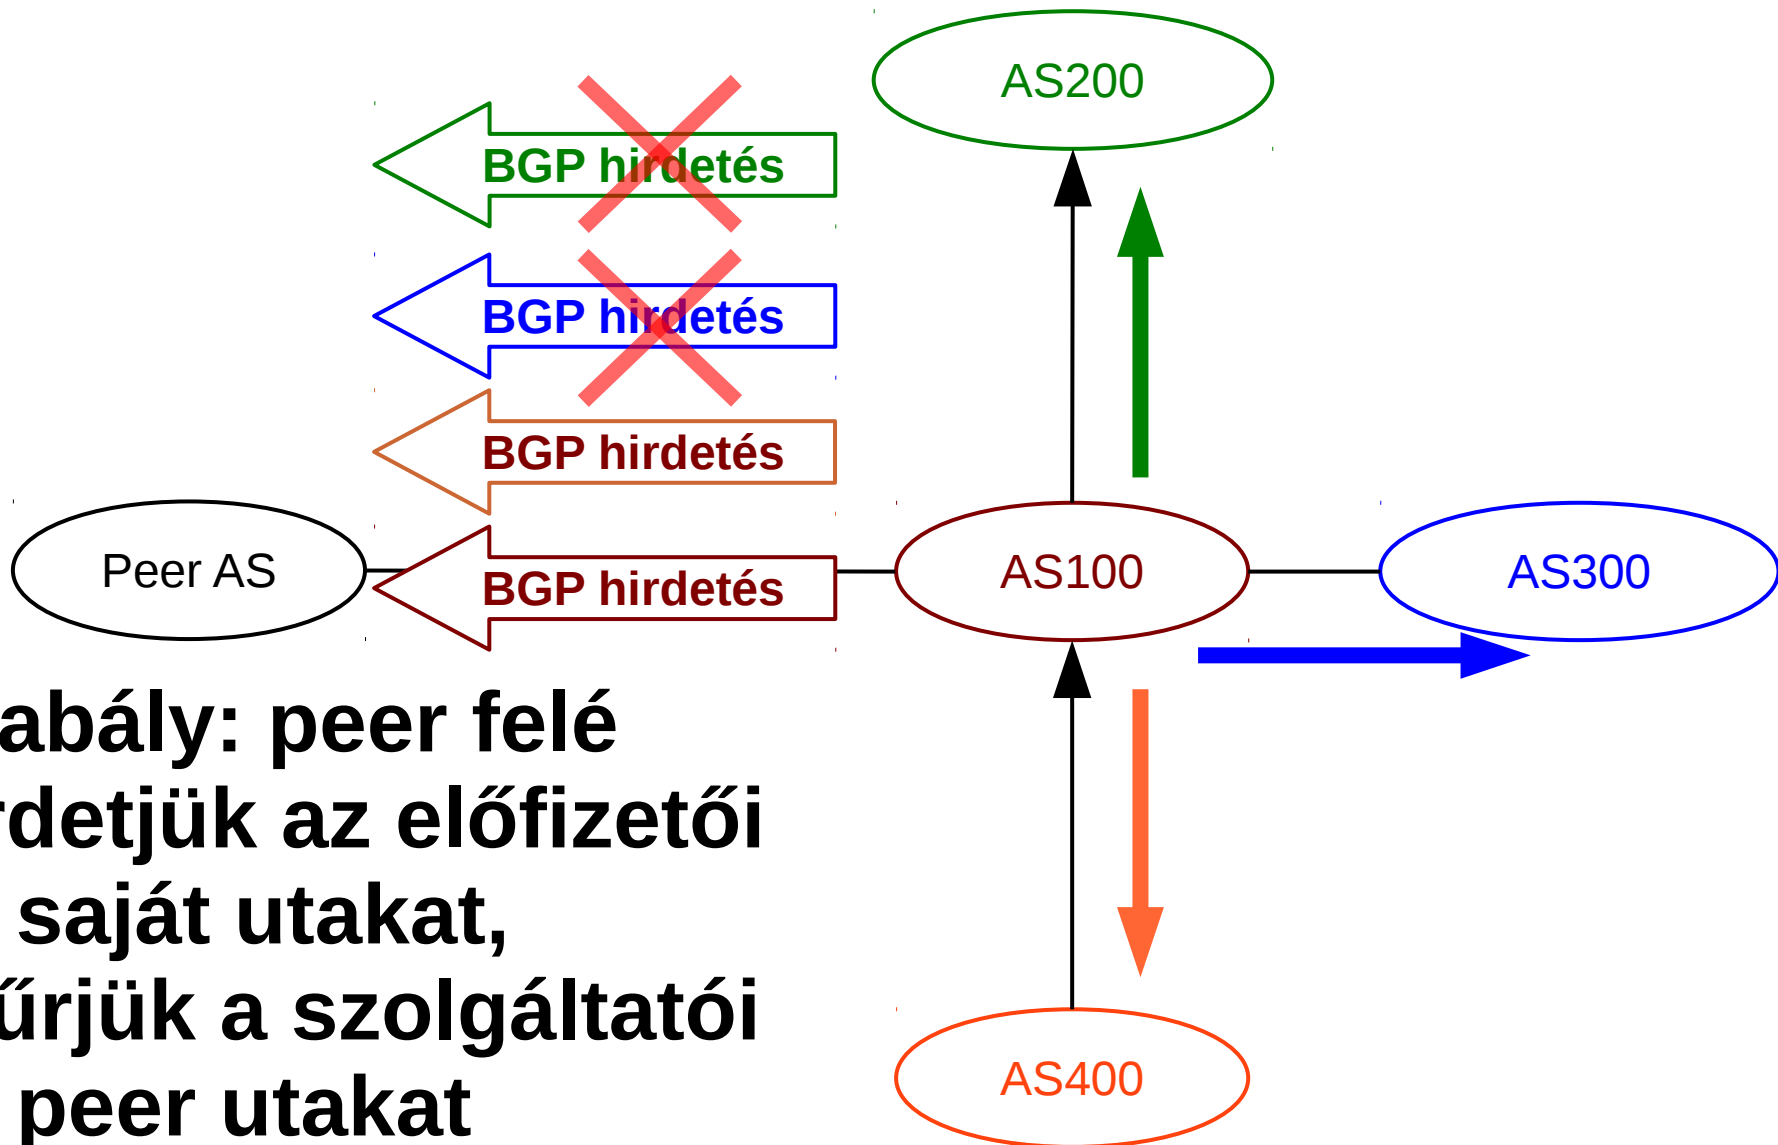 AS200
BGP hirdetés
BGP hirdetés
BGP hirdetés
Peer AS
BGP hirdetés
AS100
AS300
abály: peer felé
rdetjük az előfizetői
saját utakat,
űrjük a szolgáltatói
peer utakat
AS400